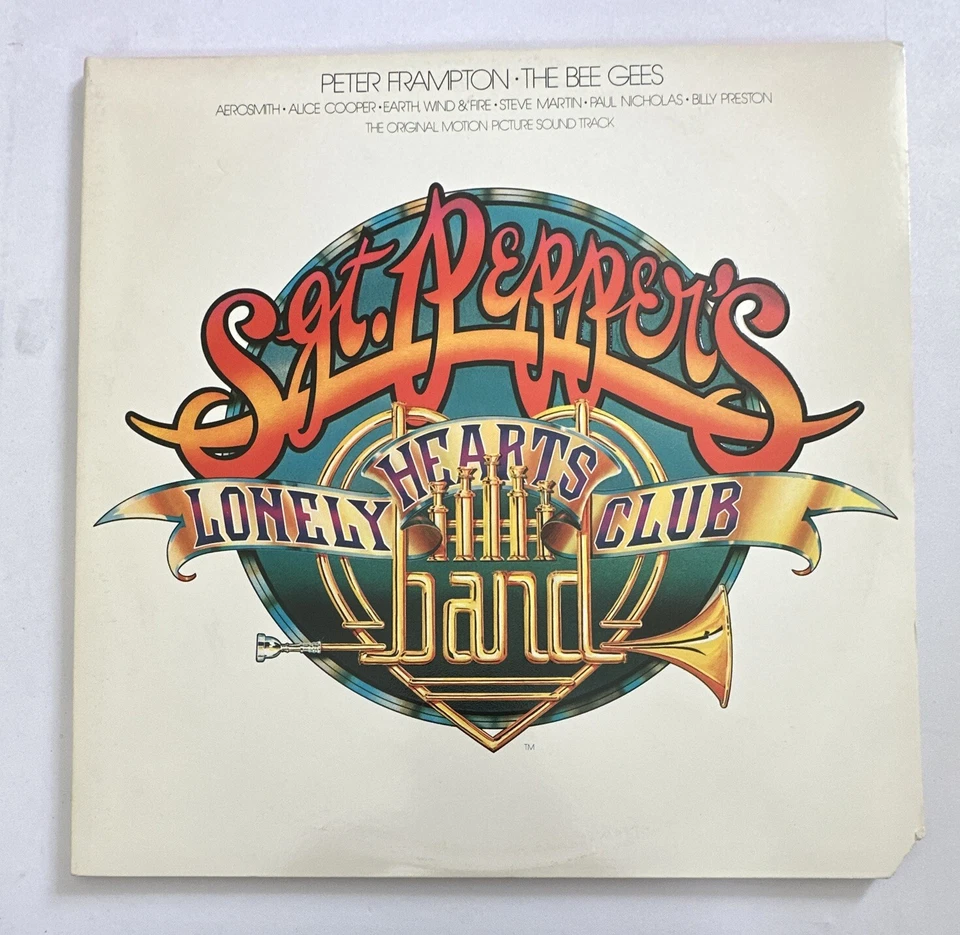 PETER FRAMPTON • THE BEE GEES
AEROSMITH • ALICE COOPER • EARTH, WIND & FIRE • STEVE MARTIN • PAUL NICHOLAS • BILLY PRESTON
THE ORIGINAL MOTION PICTURE SOUND TRACK
Sgt. Pepper's
LONELY HEARTS CLUB
band
TM